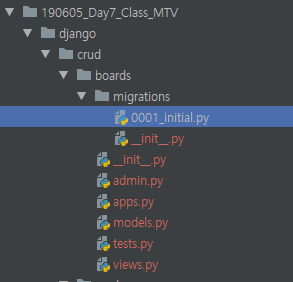 190605_Day7_Class_MTV
django
crud
boards
migrations
0001_initial.py
__init__.py
__init__.py
admin.py
apps.py
models.py
tests.py
views.py